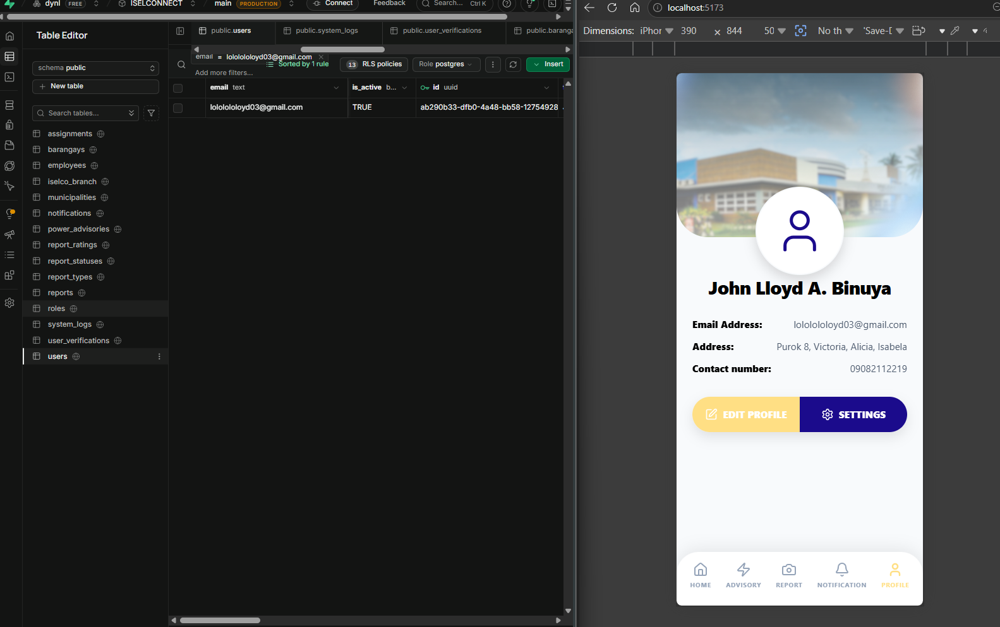 dynl FREE ISELCONNECT main PRODUCTION Connect Feedback Search... Ctrl K
Table Editor
schema public
New table
Search tables...
assignments
barangays
employees
iselco_branch
municipalities
notifications
power_advisories
report_ratings
report_statuses
report_types
reports
roles
system_logs
user_verifications
users
public.users public.system_logs public.user_verifications public.baranga
email = lololololoyd03@gmail.com
Sorted by 1 rule
Add more filters...
13 RLS policies
Role postgres
Insert
email text is_active b... id uuid
lololololoyd03@gmail.com TRUE ab290b33-dfb0-4a48-bb58-12754928
localhost:5173
Dimensions: iPhor 390 × 844 50 No th 'Save-D
John Lloyd A. Binuya
Email Address: lololololoyd03@gmail.com
Address: Purok 8, Victoria, Alicia, Isabela
Contact number: 09082112219
EDIT PROFILE SETTINGS
HOME ADVISORY REPORT NOTIFICATION PROFILE